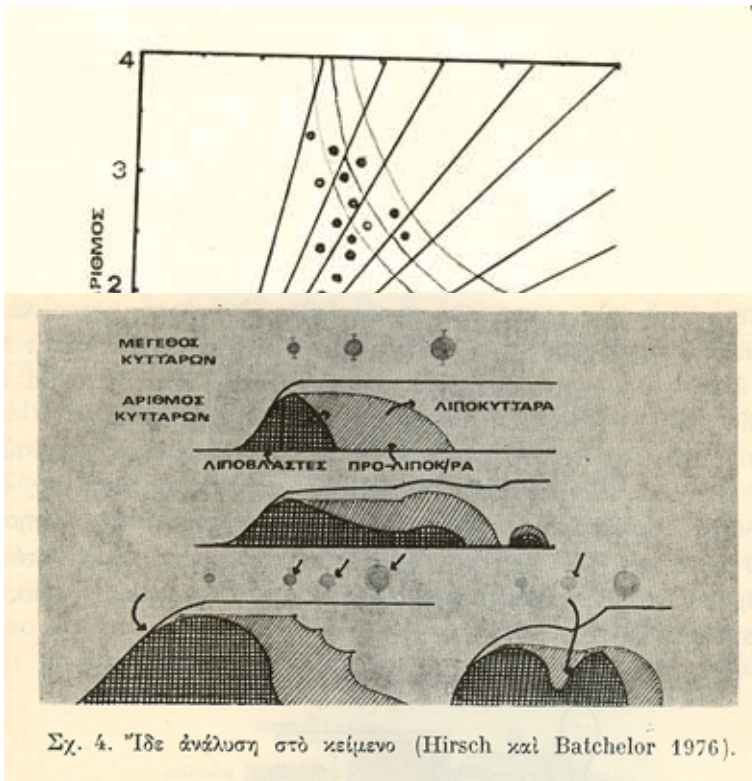 4
3
ΑΡΙΘΜΟΣ
2
ΜΕΓΕΘΟΣ
ΚΥΤΤΑΡΩΝ
ΑΡΙΘΜΟΣ
ΚΥΤΤΑΡΩΝ
ΛΙΠΟΚΥΤΤΑΡΑ
ΛΙΠΟΒΛΑΣΤΕΣ ΠΡΟ-ΛΙΠΟΚ/ΡΑ
Σχ. 4. Ἴδε ἀνάλυση στὸ κείμενο (Hirsch καὶ Batchelor 1976).